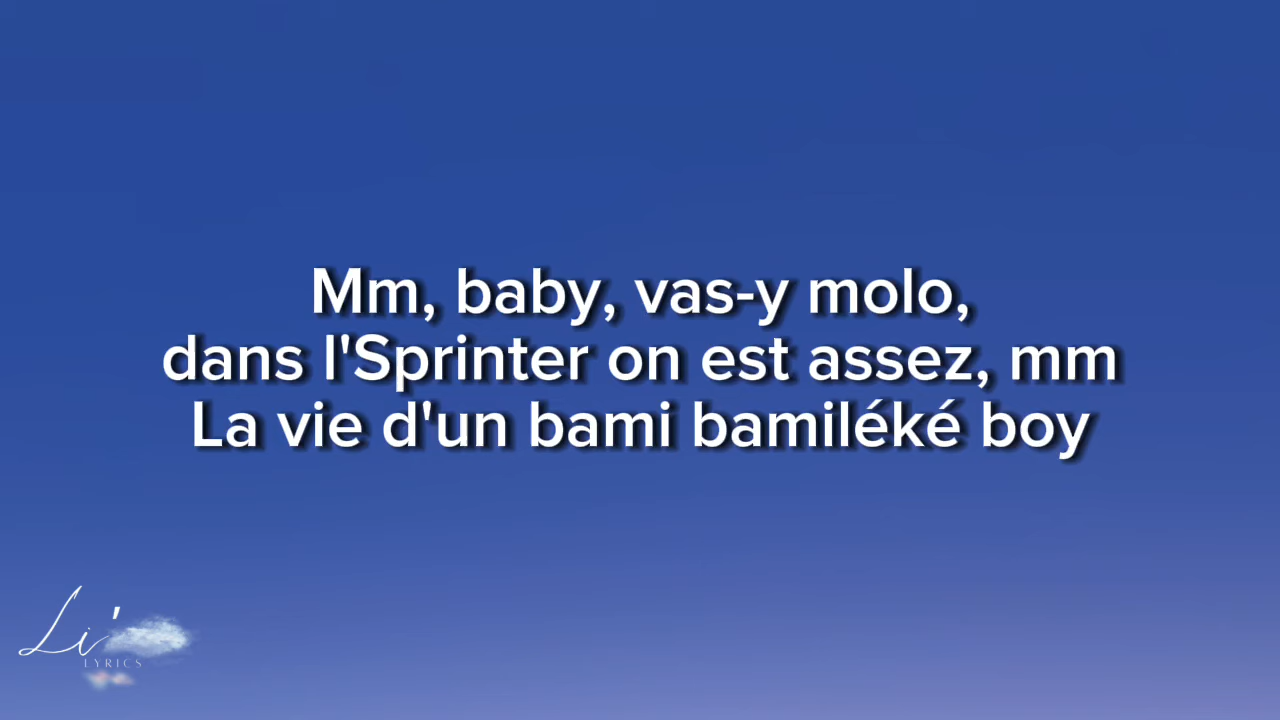 Mm, baby, vas-y molo,
dans l'Sprinter on est assez, mm
La vie d'un bami bamiléké boy
Li'
LYRICS